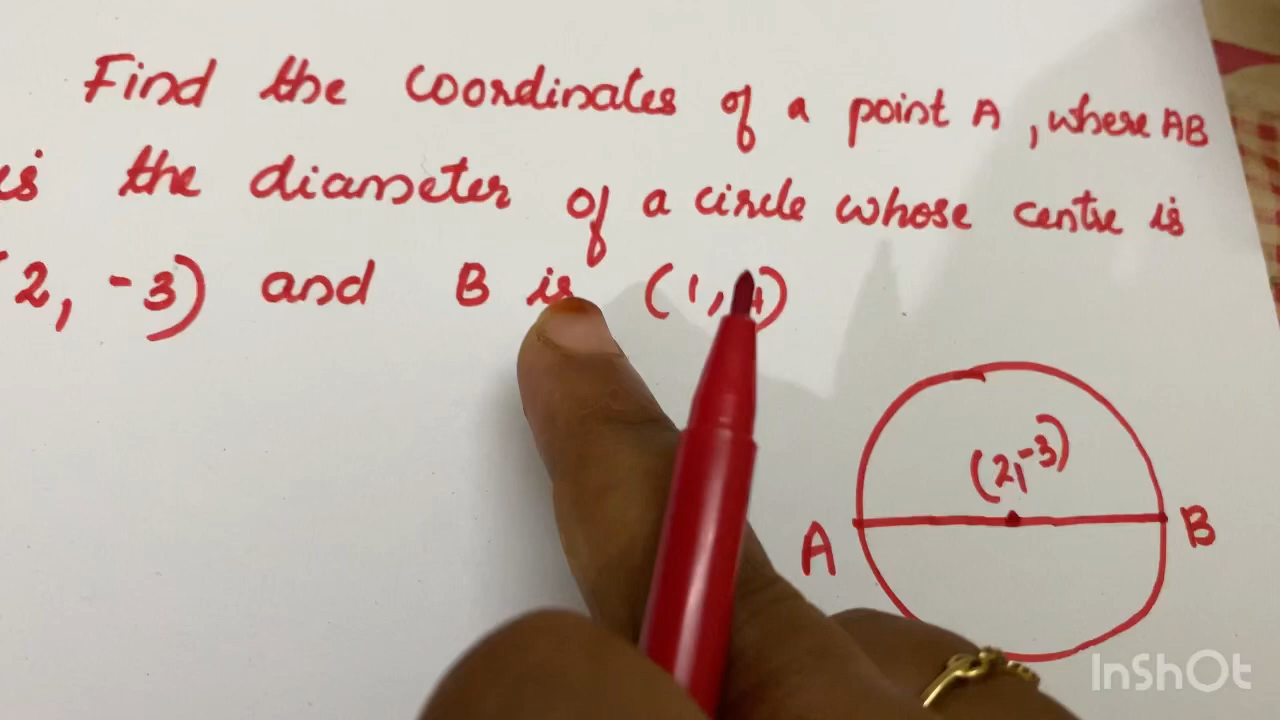 Find the coordinates of a point A, where AB
is the diameter of a circle whose centre is
(2, -3) and B is (1, 4)
(2, -3)
A
B
InShOt